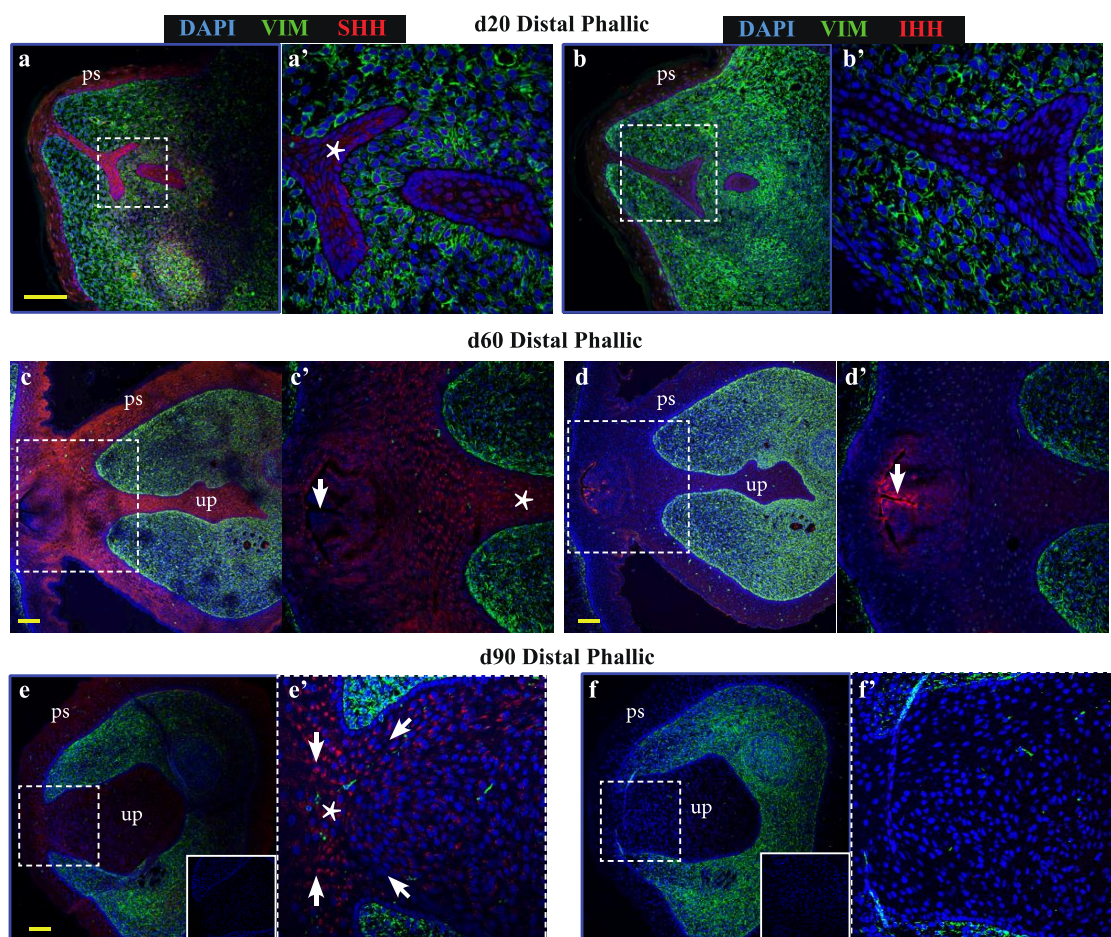 d20 Distal Phallic
DAPI VIM SHH
DAPI VIM IHH
a
ps
a'
b
ps
b'
d60 Distal Phallic
c
ps
up
c'
d
ps
up
d'
d90 Distal Phallic
e
ps
up
e'
f
ps
up
f'